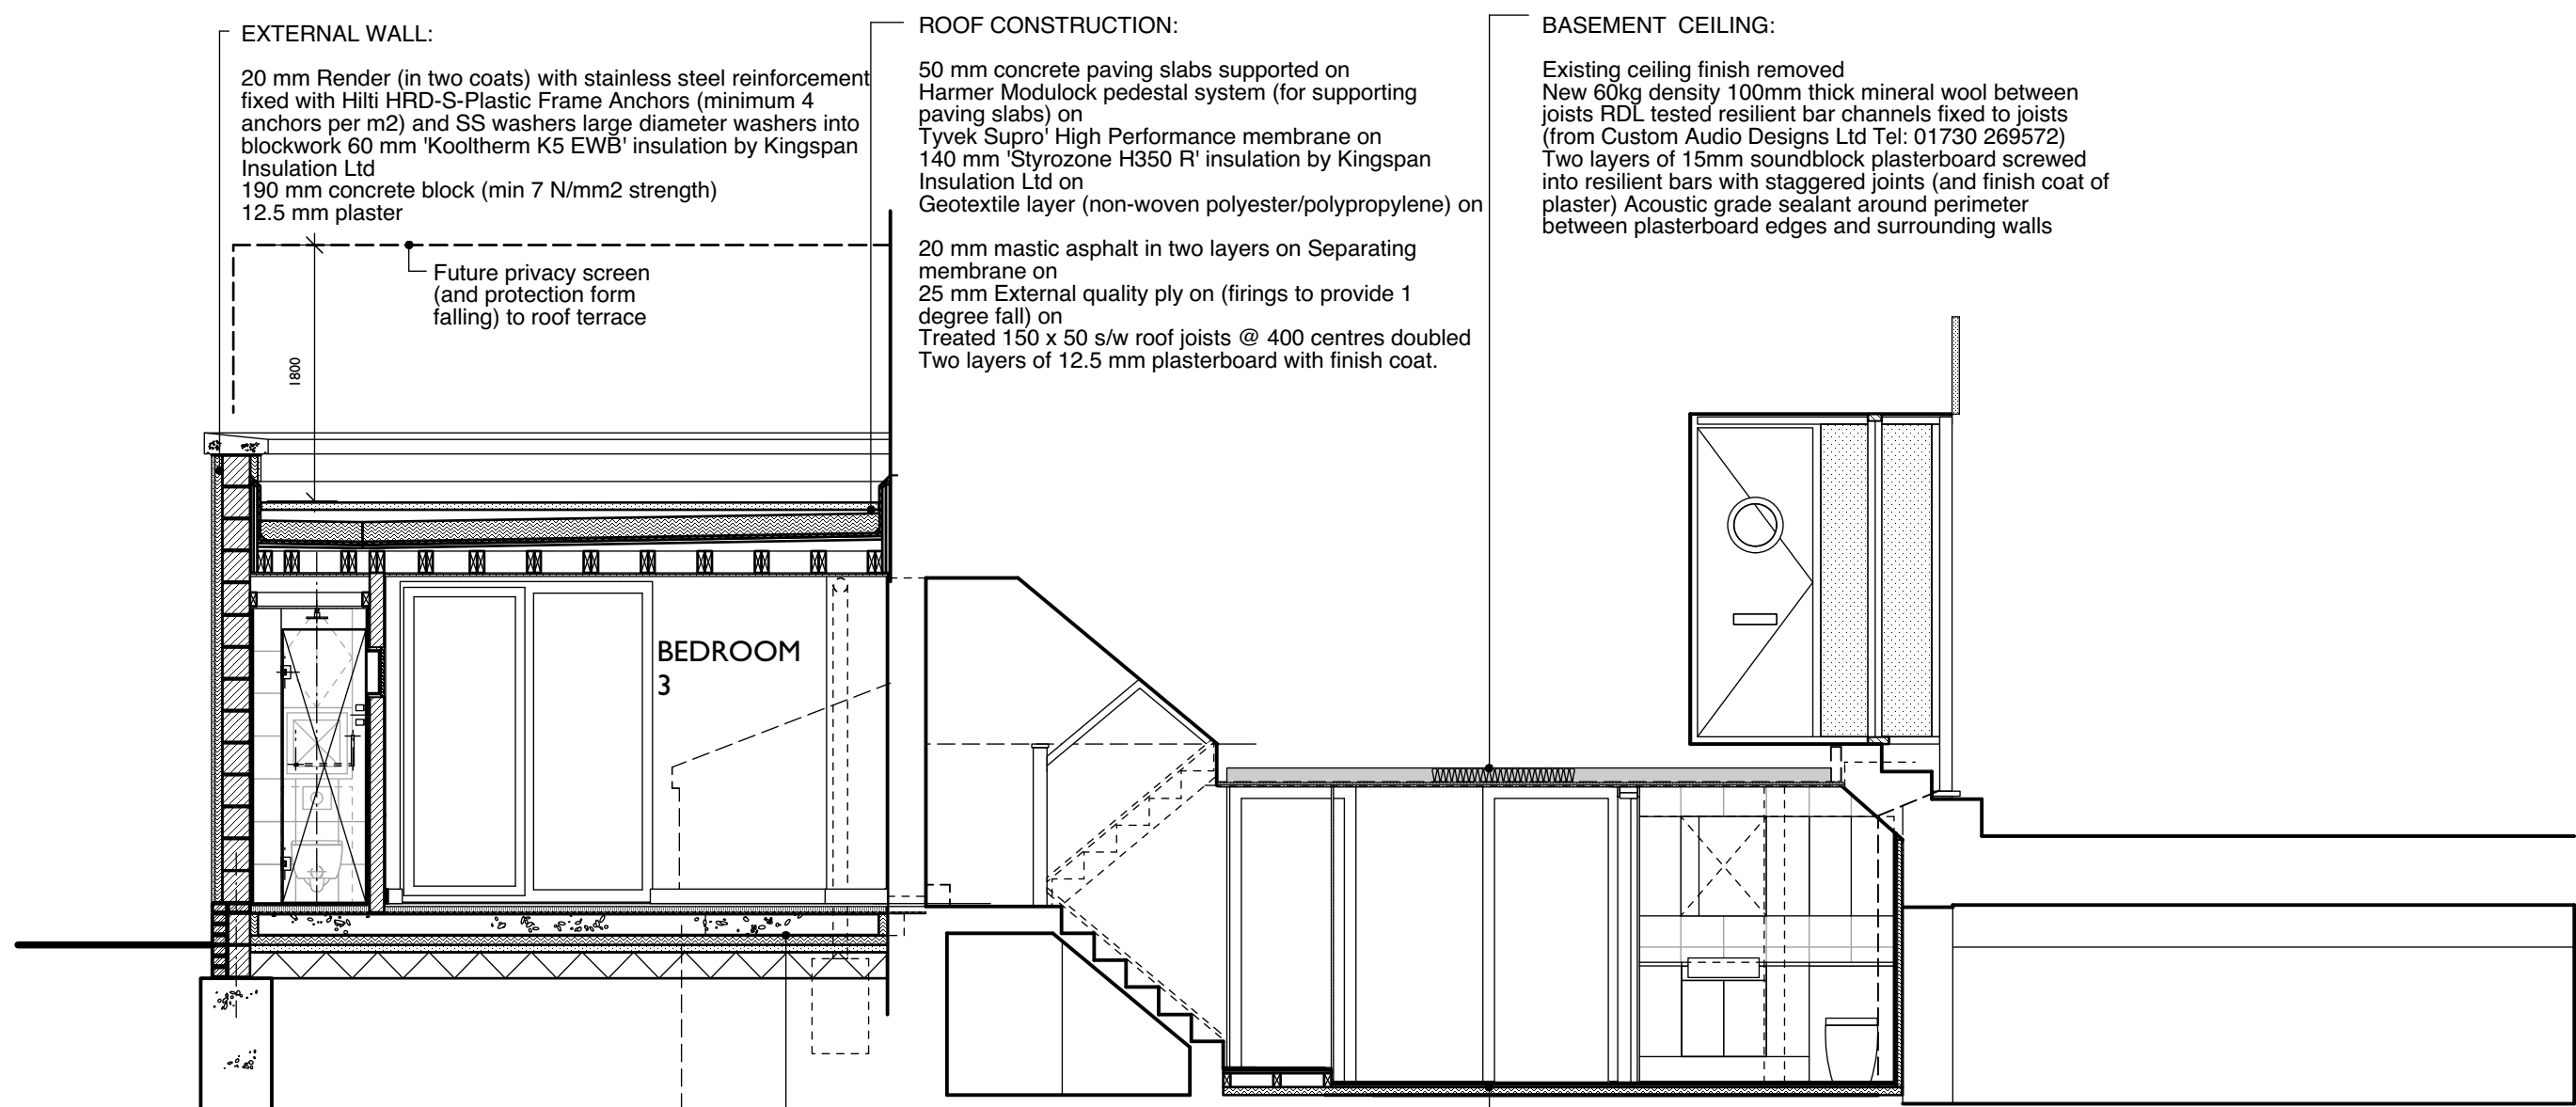 EXTERNAL WALL:
20 mm Render (in two coats) with stainless steel reinforcement
fixed with Hilti HRD-S-Plastic Frame Anchors (minimum 4
anchors per m2) and SS washers large diameter washers into
blockwork 60 mm 'Kooltherm K5 EWB' insulation by Kingspan
Insulation Ltd
190 mm concrete block (min 7 N/mm2 strength)
12.5 mm plaster
Future privacy screen
(and protection form
falling) to roof terrace
1800
ROOF CONSTRUCTION:
50 mm concrete paving slabs supported on
Harmer Modulock pedestal system (for supporting
paving slabs) on
Tyvek Supro' High Performance membrane on
140 mm 'Styrozone H350 R' insulation by Kingspan
Insulation Ltd on
Geotextile layer (non-woven polyester/polypropylene) on
20 mm mastic asphalt in two layers on Separating
membrane on
25 mm External quality ply on (firings to provide 1
degree fall) on
Treated 150 x 50 s/w roof joists @ 400 centres doubled
Two layers of 12.5 mm plasterboard with finish coat.
BASEMENT  CEILING:
Existing ceiling finish removed
New 60kg density 100mm thick mineral wool between
joists RDL tested resilient bar channels fixed to joists
(from Custom Audio Designs Ltd Tel: 01730 269572)
Two layers of 15mm soundblock plasterboard screwed
into resilient bars with staggered joints (and finish coat of
plaster) Acoustic grade sealant around perimeter
between plasterboard edges and surrounding walls
BEDROOM
3